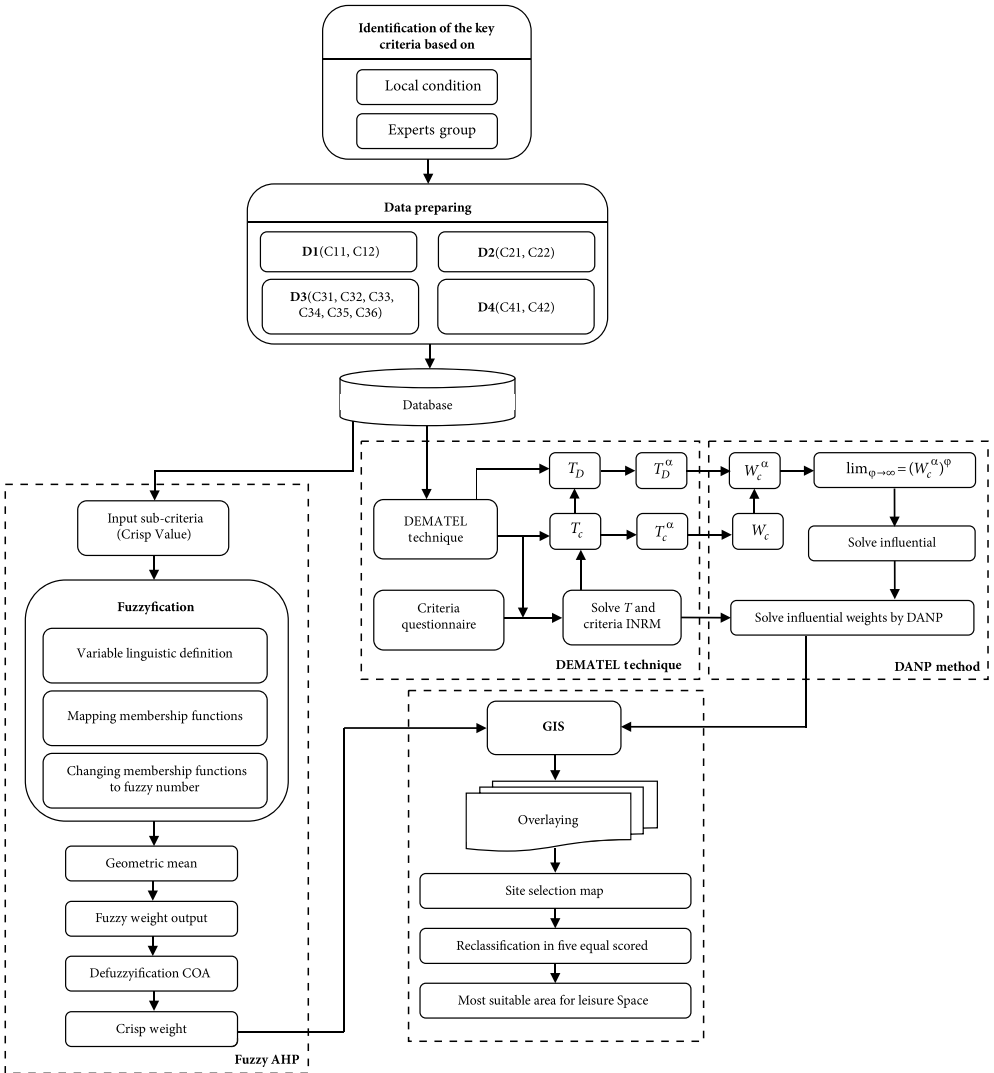 Identification of the key
criteria based on
Local condition
Experts group
Data preparing
D1(C11, C12)
D2(C21, C22)
D3(C31, C32, C33,
C34, C35, C36)
D4(C41, C42)
Database
Input sub-criteria
(Crisp Value)
Fuzzyfication
Variable linguistic definition
Mapping membership functions
Changing membership functions
to fuzzy number
Geometric mean
Fuzzy weight output
Defuzzyification COA
Crisp weight
Fuzzy AHP
DEMATEL
technique
Criteria
questionnaire
T_D
T_D^α
T_c
T_c^α
Solve T and
criteria INRM
DEMATEL technique
W_c^α
lim_{φ→∞} = (W_c^α)^φ
W_c
Solve influential
Solve influential weights by DANP
DANP method
GIS
Overlaying
Site selection map
Reclassification in five equal scored
Most suitable area for leisure Space